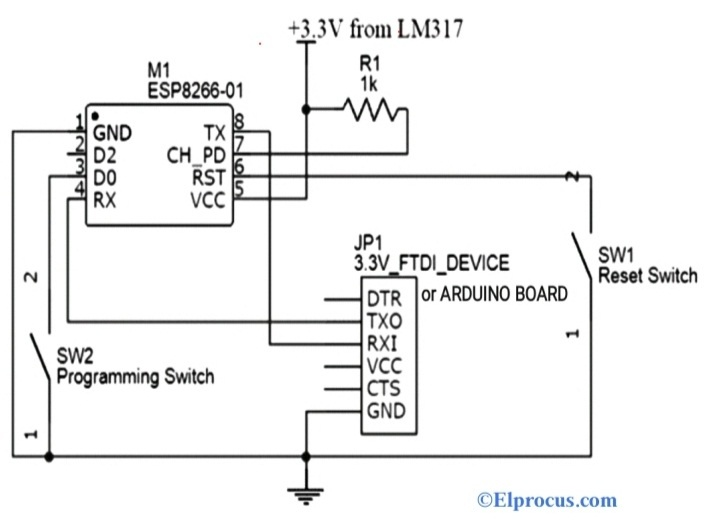 +3.3V from LM317
R1
1k
M1
ESP8266-01
1 GND TX 8
2 D2 CH_PD 7
3 D0 RST 6
4 RX VCC 5
2
JP1
3.3V_FTDI_DEVICE
or ARDUINO BOARD
SW1
Reset Switch
DTR
TXO
RXI
VCC
CTS
GND
2
1
SW2
Programming Switch
1
©Elprocus.com